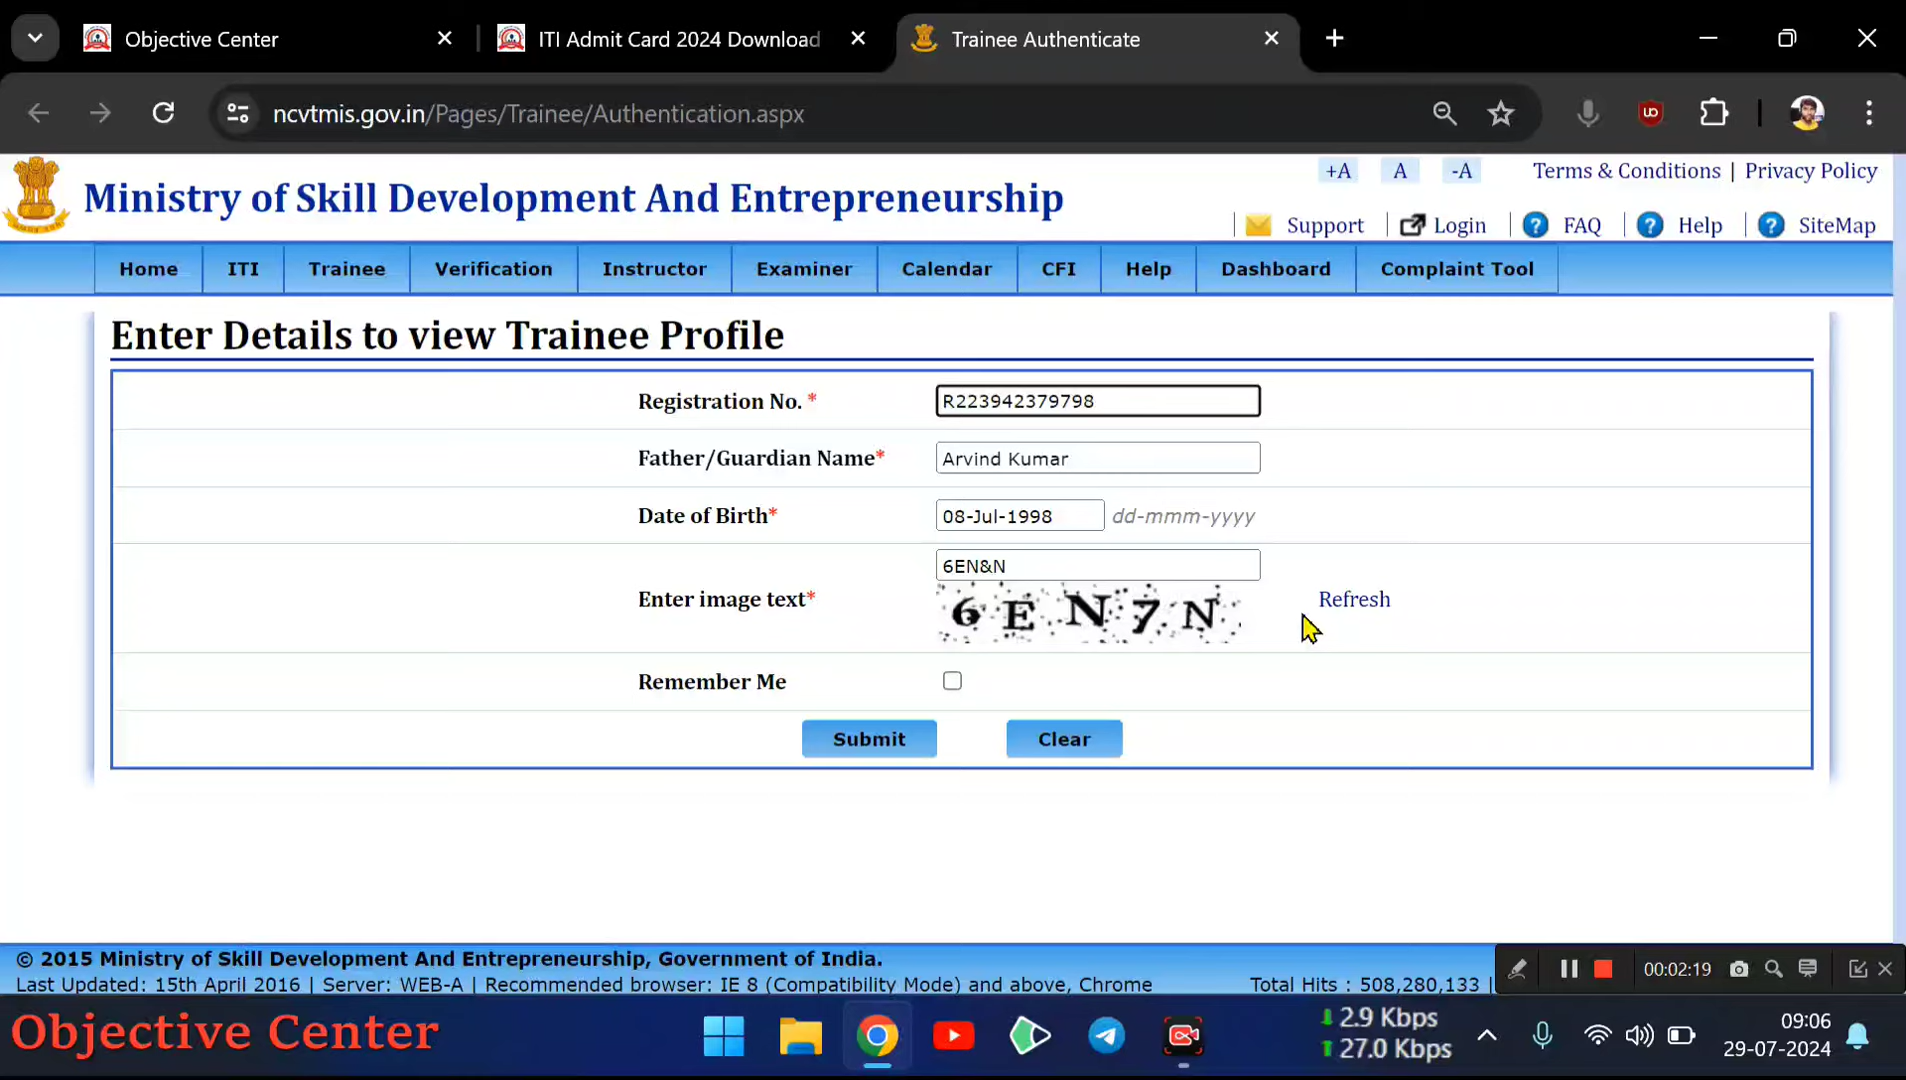 Objective Center
ITI Admit Card 2024 Download
Trainee Authenticate
ncvtmis.gov.in/Pages/Trainee/Authentication.aspx
+A A -A Terms & Conditions | Privacy Policy
Ministry of Skill Development And Entrepreneurship
Support Login FAQ Help SiteMap
Home ITI Trainee Verification Instructor Examiner Calendar CFI Help Dashboard Complaint Tool
Enter Details to view Trainee Profile
Registration No. * R223942379798
Father/Guardian Name* Arvind Kumar
Date of Birth* 08-Jul-1998 dd-mmm-yyyy
6EN&N
Enter image text* 6 E N 7 N Refresh
Remember Me
Submit Clear
© 2015 Ministry of Skill Development And Entrepreneurship, Government of India.
Last Updated: 15th April 2016 | Server: WEB-A | Recommended browser: IE 8 (Compatibility Mode) and above, Chrome Total Hits : 508,280,133 |
00:02:19
Objective Center
2.9 Kbps
27.0 Kbps
09:06
29-07-2024